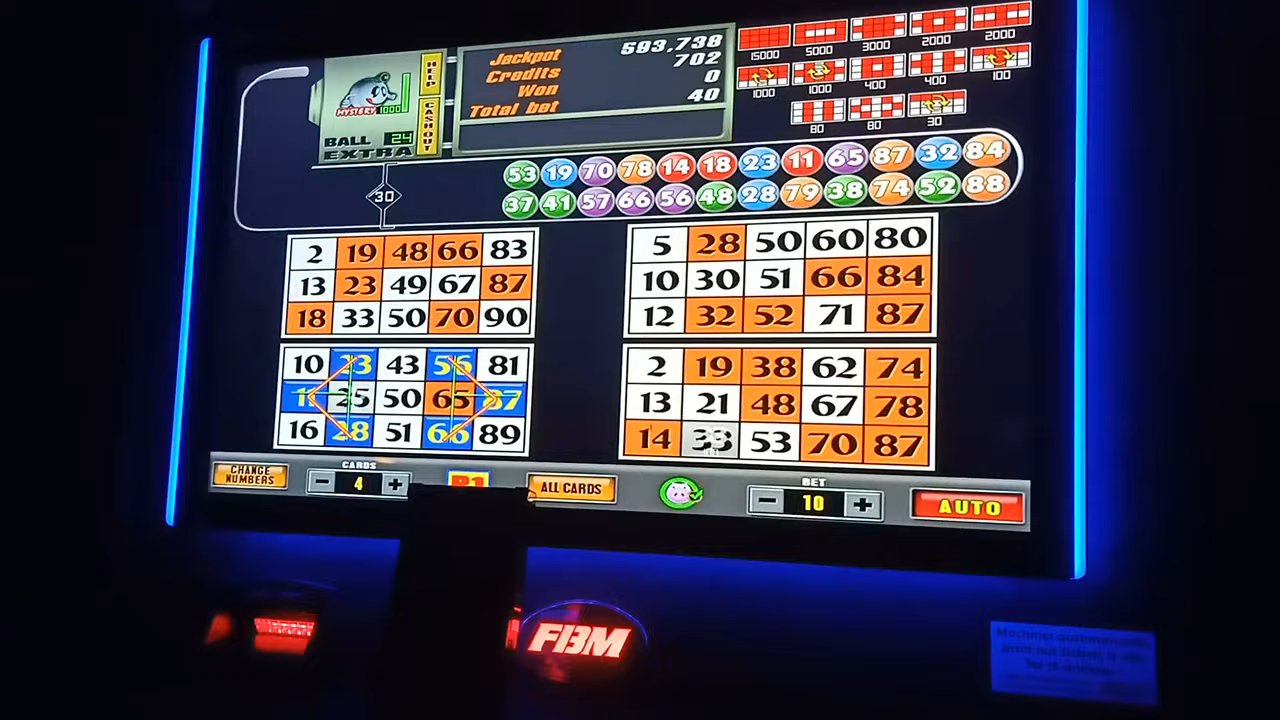 Jackpot 593,738
Credits 702
Won 0
Total bet 40
HELP
CASHOUT
MYSTERY 1000
BALL 24
EXTRA
15000 5000 3000 2000 2000
1000 1000 400 400 100
80 80 30
53 19 70 78 14 18 23 11 65 87 32 84
30
37 41 57 66 56 48 28 79 38 74 52 88
2 19 48 66 83
13 23 49 67 87
18 33 50 70 90
5 28 50 60 80
10 30 51 66 84
12 32 52 71 87
10 23 43 56 81
25 50 65 87
16 28 51 66 89
2 19 38 62 74
13 21 48 67 78
14 33 53 70 87
CHANGE
NUMBERS
CARDS
- 4 +
ALL CARDS
BET
- 10 +
AUTO
FBM